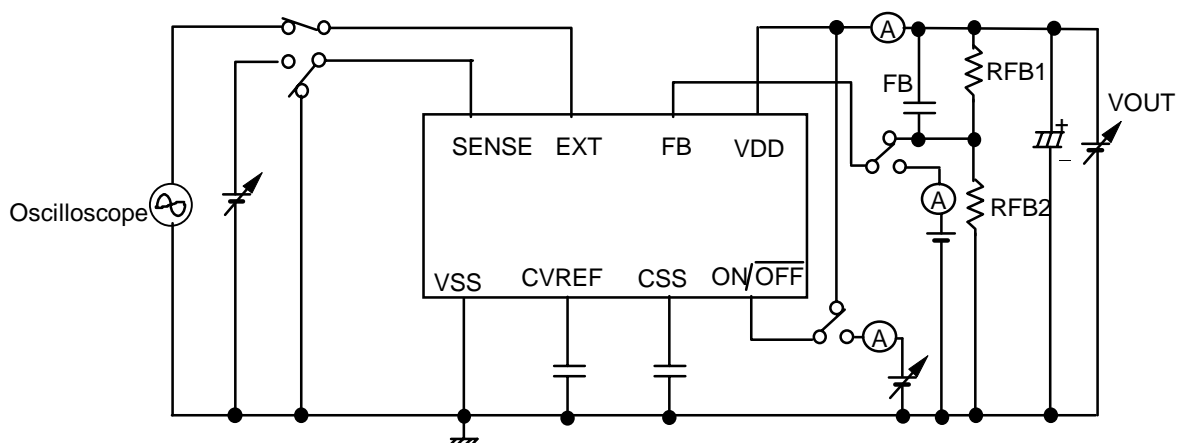 A
FB
RFB1
VOUT
+
SENSE EXT FB VDD
_
A
Oscilloscope
RFB2
VSS CVREF CSS ON/OFF
A